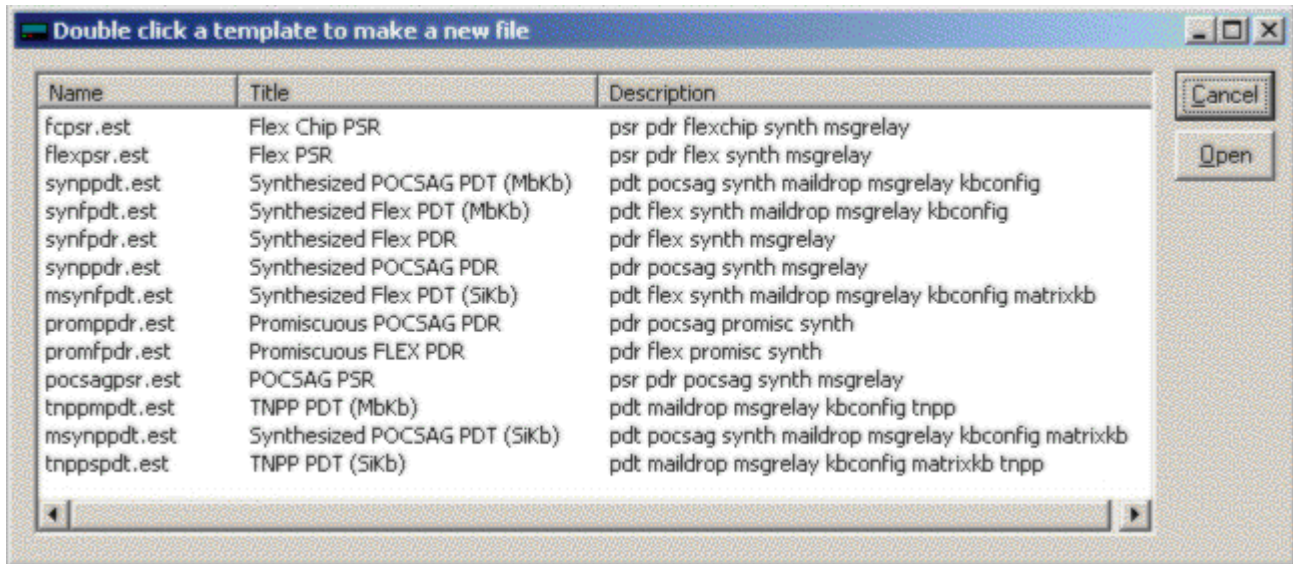 Double click a template to make a new file
Name Title Description
Cancel
fcpsr.est Flex Chip PSR psr pdr flexchip synth msgrelay
flexpsr.est Flex PSR psr pdr flex synth msgrelay
Open
synppdt.est Synthesized POCSAG PDT (MbKb) pdt pocsag synth maildrop msgrelay kbconfig
synfpdt.est Synthesized Flex PDT (MbKb) pdt flex synth maildrop msgrelay kbconfig
synfpdr.est Synthesized Flex PDR pdr flex synth msgrelay
synppdr.est Synthesized POCSAG PDR pdr pocsag synth msgrelay
msynfpdt.est Synthesized Flex PDT (SiKb) pdt flex synth maildrop msgrelay kbconfig matrixkb
promppdr.est Promiscuous POCSAG PDR pdr pocsag promisc synth
promfpdr.est Promiscuous FLEX PDR pdr flex promisc synth
pocsagpsr.est POCSAG PSR psr pdr pocsag synth msgrelay
tnppmpdt.est TNPP PDT (MbKb) pdt maildrop msgrelay kbconfig tnpp
msynppdt.est Synthesized POCSAG PDT (SiKb) pdt pocsag synth maildrop msgrelay kbconfig matrixkb
tnppspdt.est TNPP PDT (SiKb) pdt maildrop msgrelay kbconfig matrixkb tnpp